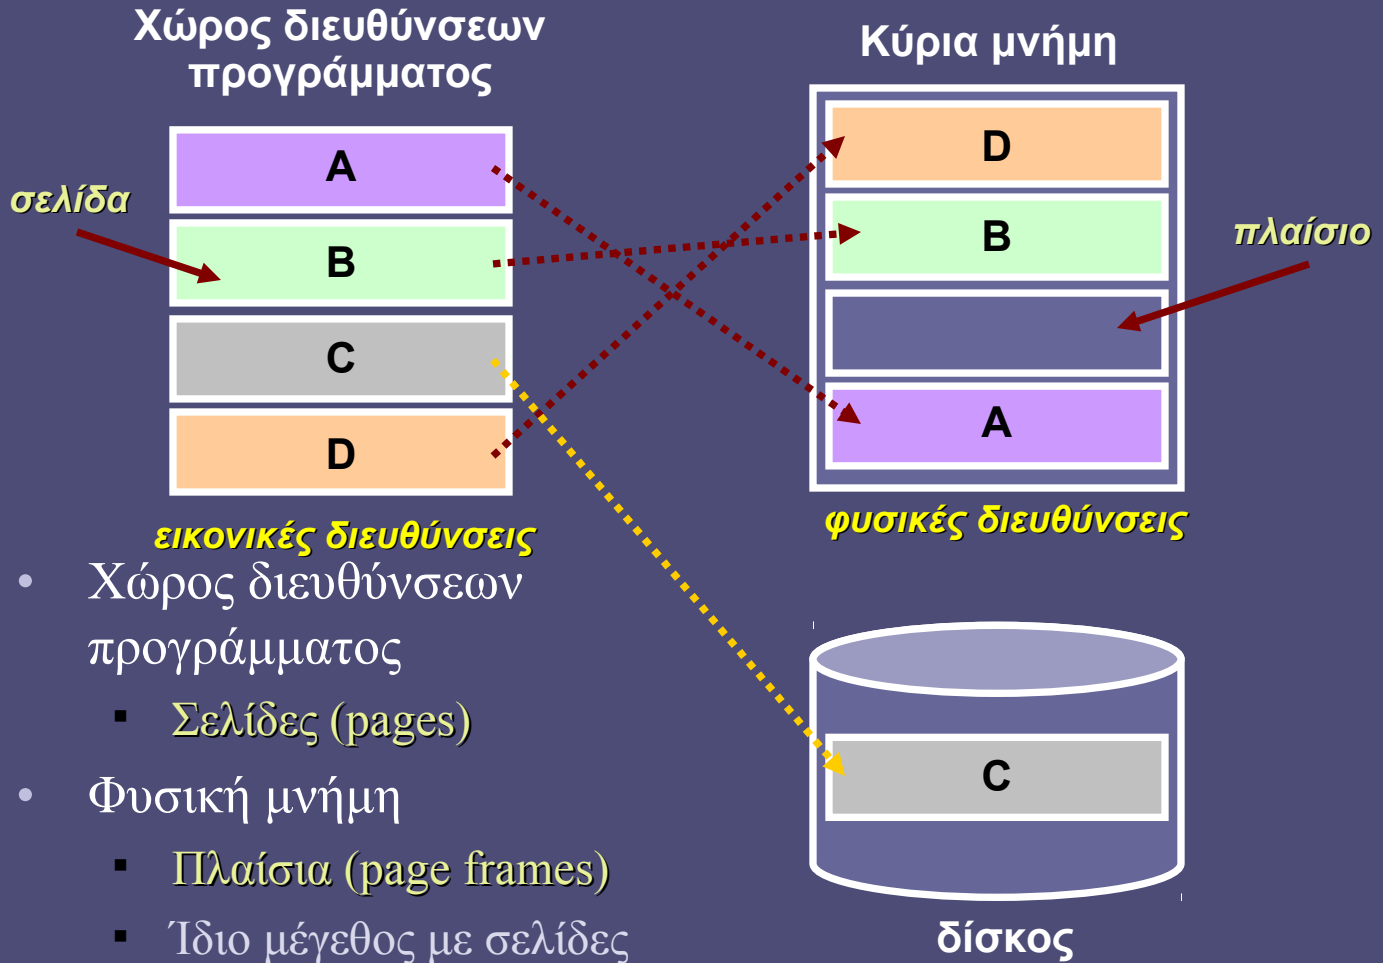 Χώρος διευθύνσεων
προγράμματος
Κύρια μνήμη
A
B
C
D
σελίδα
D
B
A
πλαίσιο
εικονικές διευθύνσεις
φυσικές διευθύνσεις
• Χώρος διευθύνσεων
προγράμματος
▪ Σελίδες (pages)
• Φυσική μνήμη
▪ Πλαίσια (page frames)
▪ Ίδιο μέγεθος με σελίδες
C
δίσκος